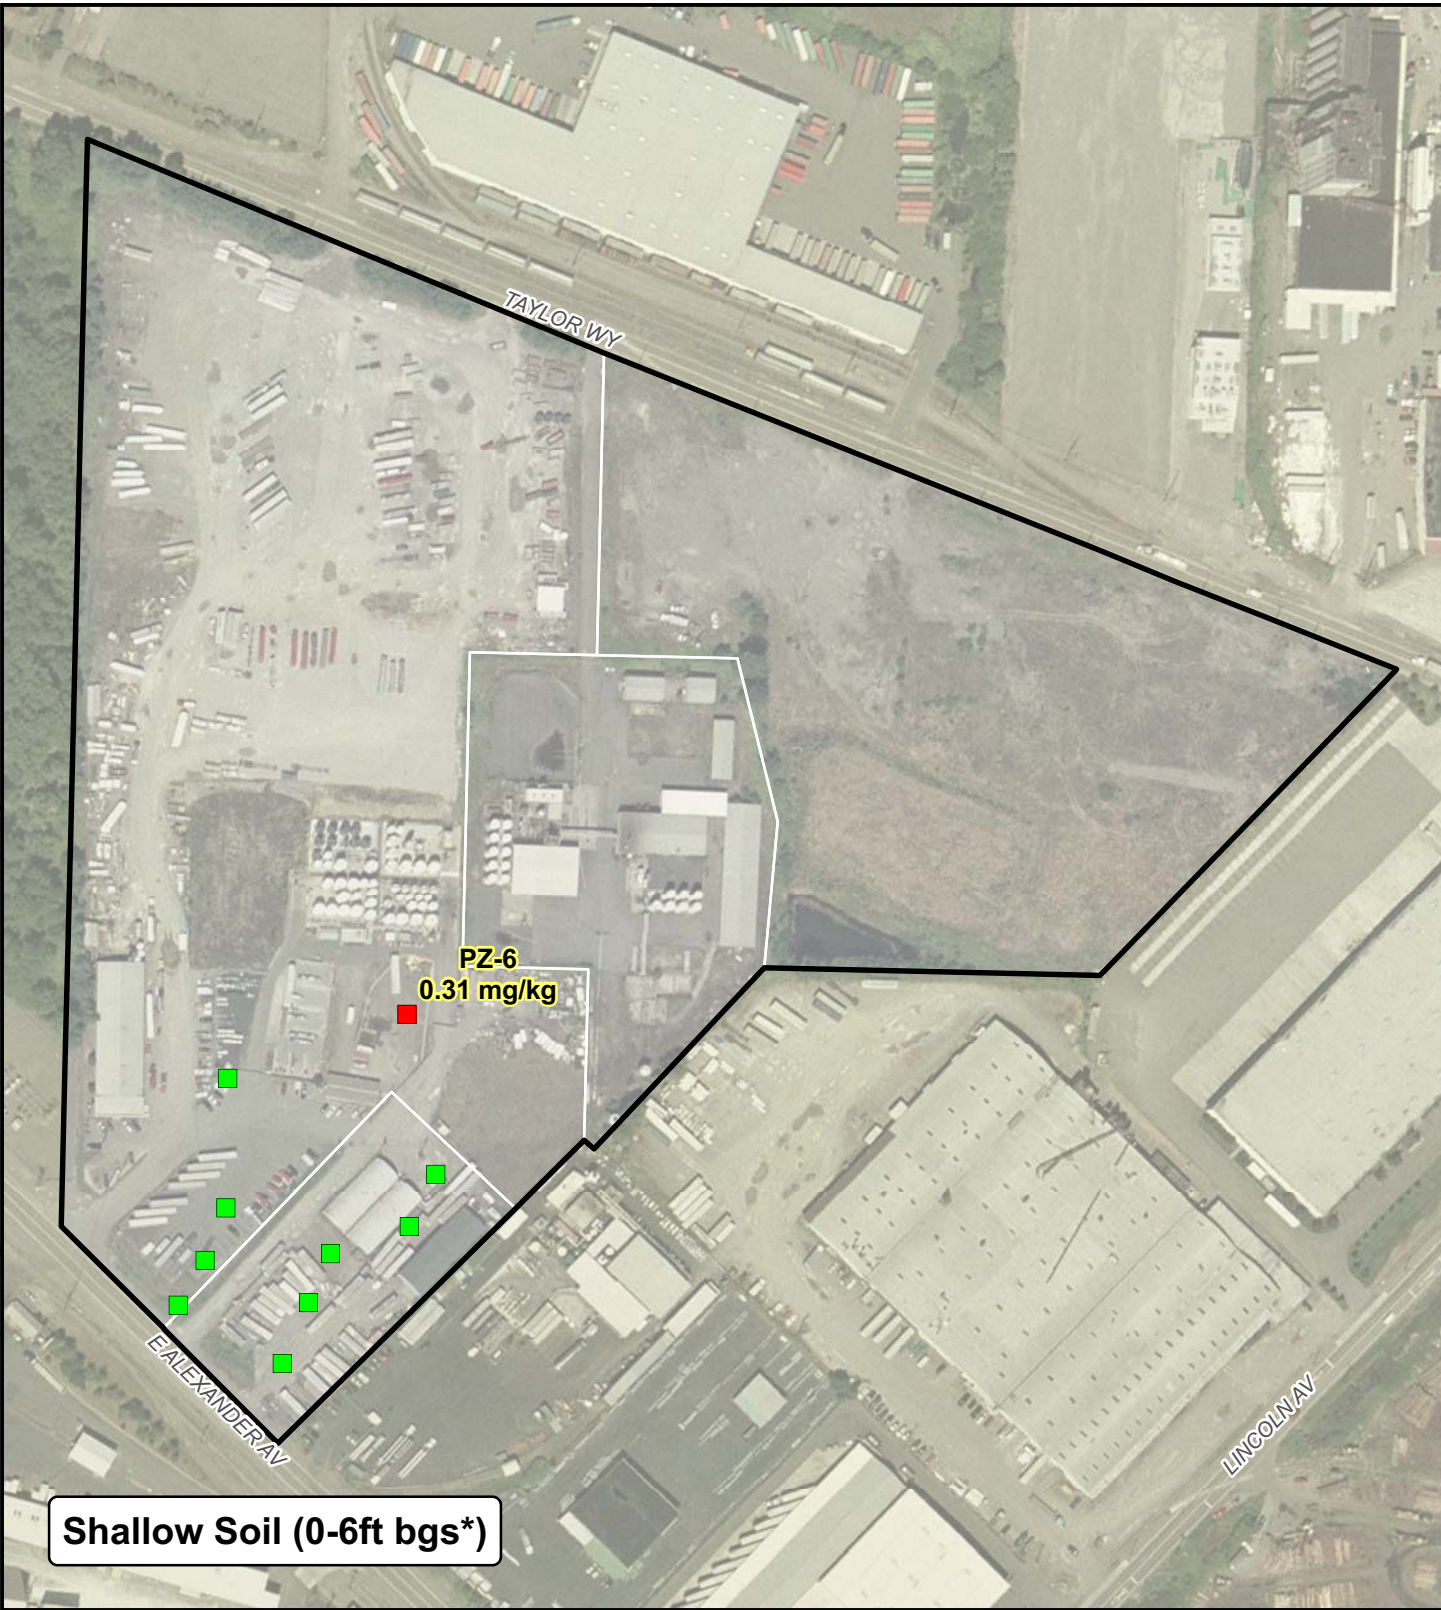 TAYLOR WY
PZ-6
0.31 mg/kg
E ALEXANDER AV
LINCOLN AV
Shallow Soil (0-6ft bgs*)